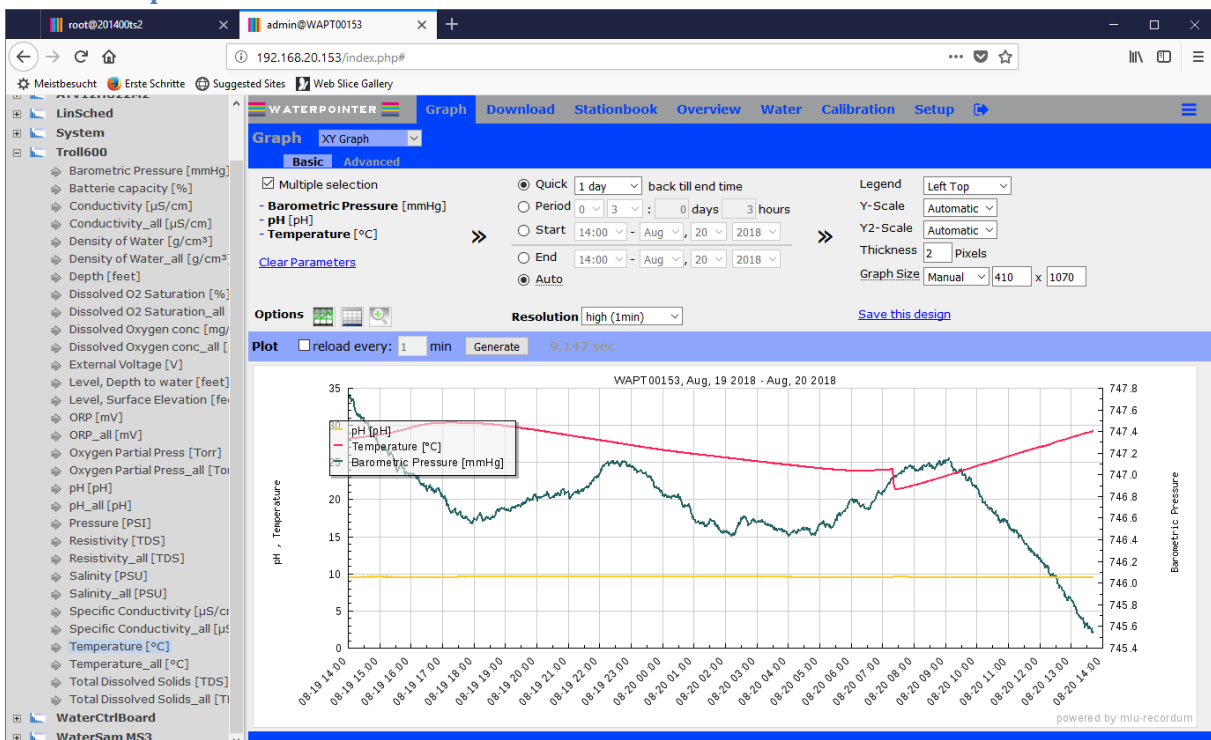 root@201400ts2
admin@WAPT00153
192.168.20.153/index.php#
Meistbesucht Erste Schritte Suggested Sites Web Slice Gallery
LinSched
System
Troll600
Barometric Pressure [mmHg]
Batterie capacity [%]
Conductivity [µS/cm]
Conductivity_all [µS/cm]
Density of Water [g/cm³]
Density of Water_all [g/cm³
Depth [feet]
Dissolved O2 Saturation [%]
Dissolved O2 Saturation_all
Dissolved Oxygen conc [mg/
Dissolved Oxygen conc_all [
External Voltage [V]
Level, Depth to water [feet]
Level, Surface Elevation [fe
ORP [mV]
ORP_all [mV]
Oxygen Partial Press [Torr]
Oxygen Partial Press_all [To
pH [pH]
pH_all [pH]
Pressure [PSI]
Resistivity [TDS]
Resistivity_all [TDS]
Salinity [PSU]
Salinity_all [PSU]
Specific Conductivity [µS/cr
Specific Conductivity_all [µS
Temperature [°C]
Temperature_all [°C]
Total Dissolved Solids [TDS]
Total Dissolved Solids_all [T
WaterCtrlBoard
WaterSam MS3
WATERPOINTER Graph Download Stationbook Overview Water Calibration Setup
Graph XY Graph
Basic Advanced
Multiple selection
- Barometric Pressure [mmHg]
- pH [pH]
- Temperature [°C]
Clear Parameters
Options
Quick 1 day back till end time
Period 0 3 : 0 days 3 hours
Start 14:00 - Aug , 20 2018
End 14:00 - Aug , 20 2018
Auto
Resolution high (1min)
Legend Left Top
Y-Scale Automatic
Y2-Scale Automatic
Thickness 2 Pixels
Graph Size Manual 410 x 1070
Save this design
Plot reload every: 1 min Generate 9.147 sec
WAPT00153, Aug, 19 2018 - Aug, 20 2018
35
30
25
20
15
10
5
0
pH , Temperature
pH [pH]
Temperature [°C]
Barometric Pressure [mmHg]
747.8
747.6
747.4
747.2
747.0
746.8
746.6
746.4
746.2
746.0
745.8
745.6
745.4
Barometric Pressure
08-19 14:00
08-19 15:00
08-19 16:00
08-19 17:00
08-19 18:00
08-19 19:00
08-19 20:00
08-19 21:00
08-19 22:00
08-19 23:00
08-20 00:00
08-20 01:00
08-20 02:00
08-20 03:00
08-20 04:00
08-20 05:00
08-20 06:00
08-20 07:00
08-20 08:00
08-20 09:00
08-20 10:00
08-20 11:00
08-20 12:00
08-20 13:00
08-20 14:00
powered by mlu-recordum